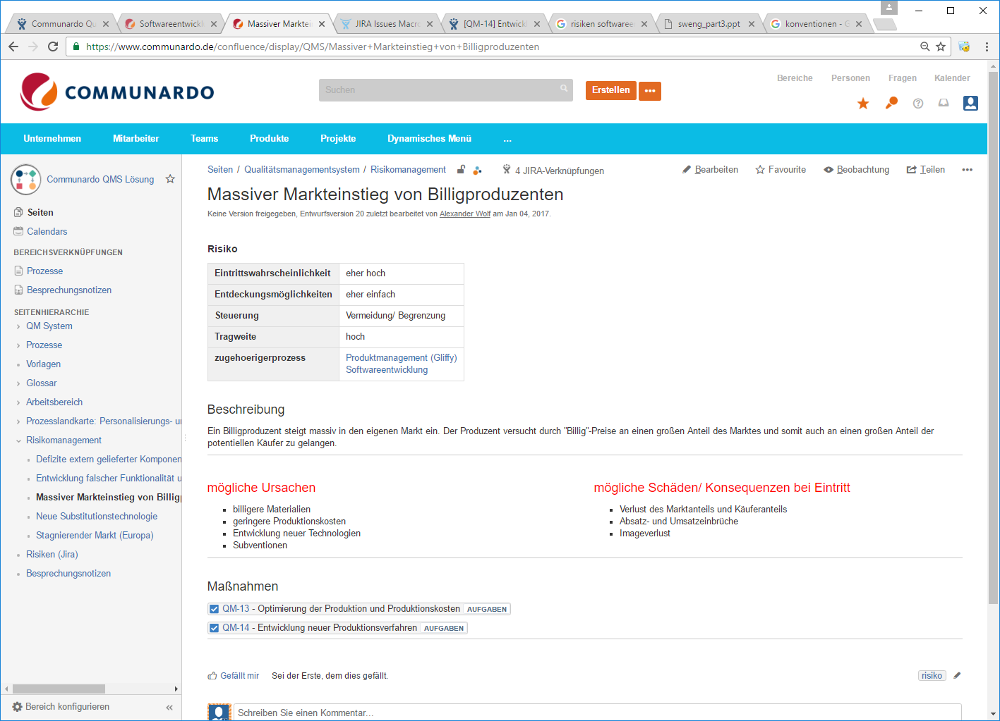 Communardo Qu
Softwareentwickl
Massiver Marktein
JIRA Issues Macro
[QM-14] Entwickl
risiken softwareen
sweng_part3.ppt
konventionen - G
https://www.communardo.de/confluence/display/QMS/Massiver+Markteinstieg+von+Billigproduzenten
COMMUNARDO
Suchen
Erstellen
•••
Bereiche Personen Fragen Kalender
Unternehmen Mitarbeiter Teams Produkte Projekte Dynamisches Menü ...
Communardo QMS Lösung
Seiten
Calendars
BEREICHSVERKNÜPFUNGEN
Prozesse
Besprechungsnotizen
SEITENHIERARCHIE
QM System
Prozesse
Vorlagen
Glossar
Arbeitsbereich
Prozesslandkarte: Personalisierungs- u
Risikomanagement
Defizite extern gelieferter Komponen
Entwicklung falscher Funktionalität u
Massiver Markteinstieg von Billigp
Neue Substitutionstechnologie
Stagnierender Markt (Europa)
Risiken (Jira)
Besprechungsnotizen
Bereich konfigurieren «
Seiten / Qualitätsmanagementsystem / Risikomanagement 4 JIRA-Verknüpfungen
Bearbeiten Favourite Beobachtung Teilen •••
Massiver Markteinstieg von Billigproduzenten
Keine Version freigegeben, Entwurfsversion 20 zuletzt bearbeitet von Alexander Wolf am Jan 04, 2017.
Risiko
Eintrittswahrscheinlichkeit eher hoch
Entdeckungsmöglichkeiten eher einfach
Steuerung Vermeidung/ Begrenzung
Tragweite hoch
zugehoerigerprozess Produktmanagement (Gliffy)
Softwareentwicklung
Beschreibung
Ein Billigproduzent steigt massiv in den eigenen Markt ein. Der Produzent versucht durch "Billig"-Preise an einen großen Anteil des Marktes und somit auch an einen großen Anteil der
potentiellen Käufer zu gelangen.
mögliche Ursachen
billigere Materialien
geringere Produktionskosten
Entwicklung neuer Technologien
Subventionen
mögliche Schäden/ Konsequenzen bei Eintritt
Verlust des Marktanteils und Käuferanteils
Absatz- und Umsatzeinbrüche
Imageverlust
Maßnahmen
QM-13 - Optimierung der Produktion und Produktionskosten AUFGABEN
QM-14 - Entwicklung neuer Produktionsverfahren AUFGABEN
Gefällt mir Sei der Erste, dem dies gefällt.
risiko
Schreiben Sie einen Kommentar...